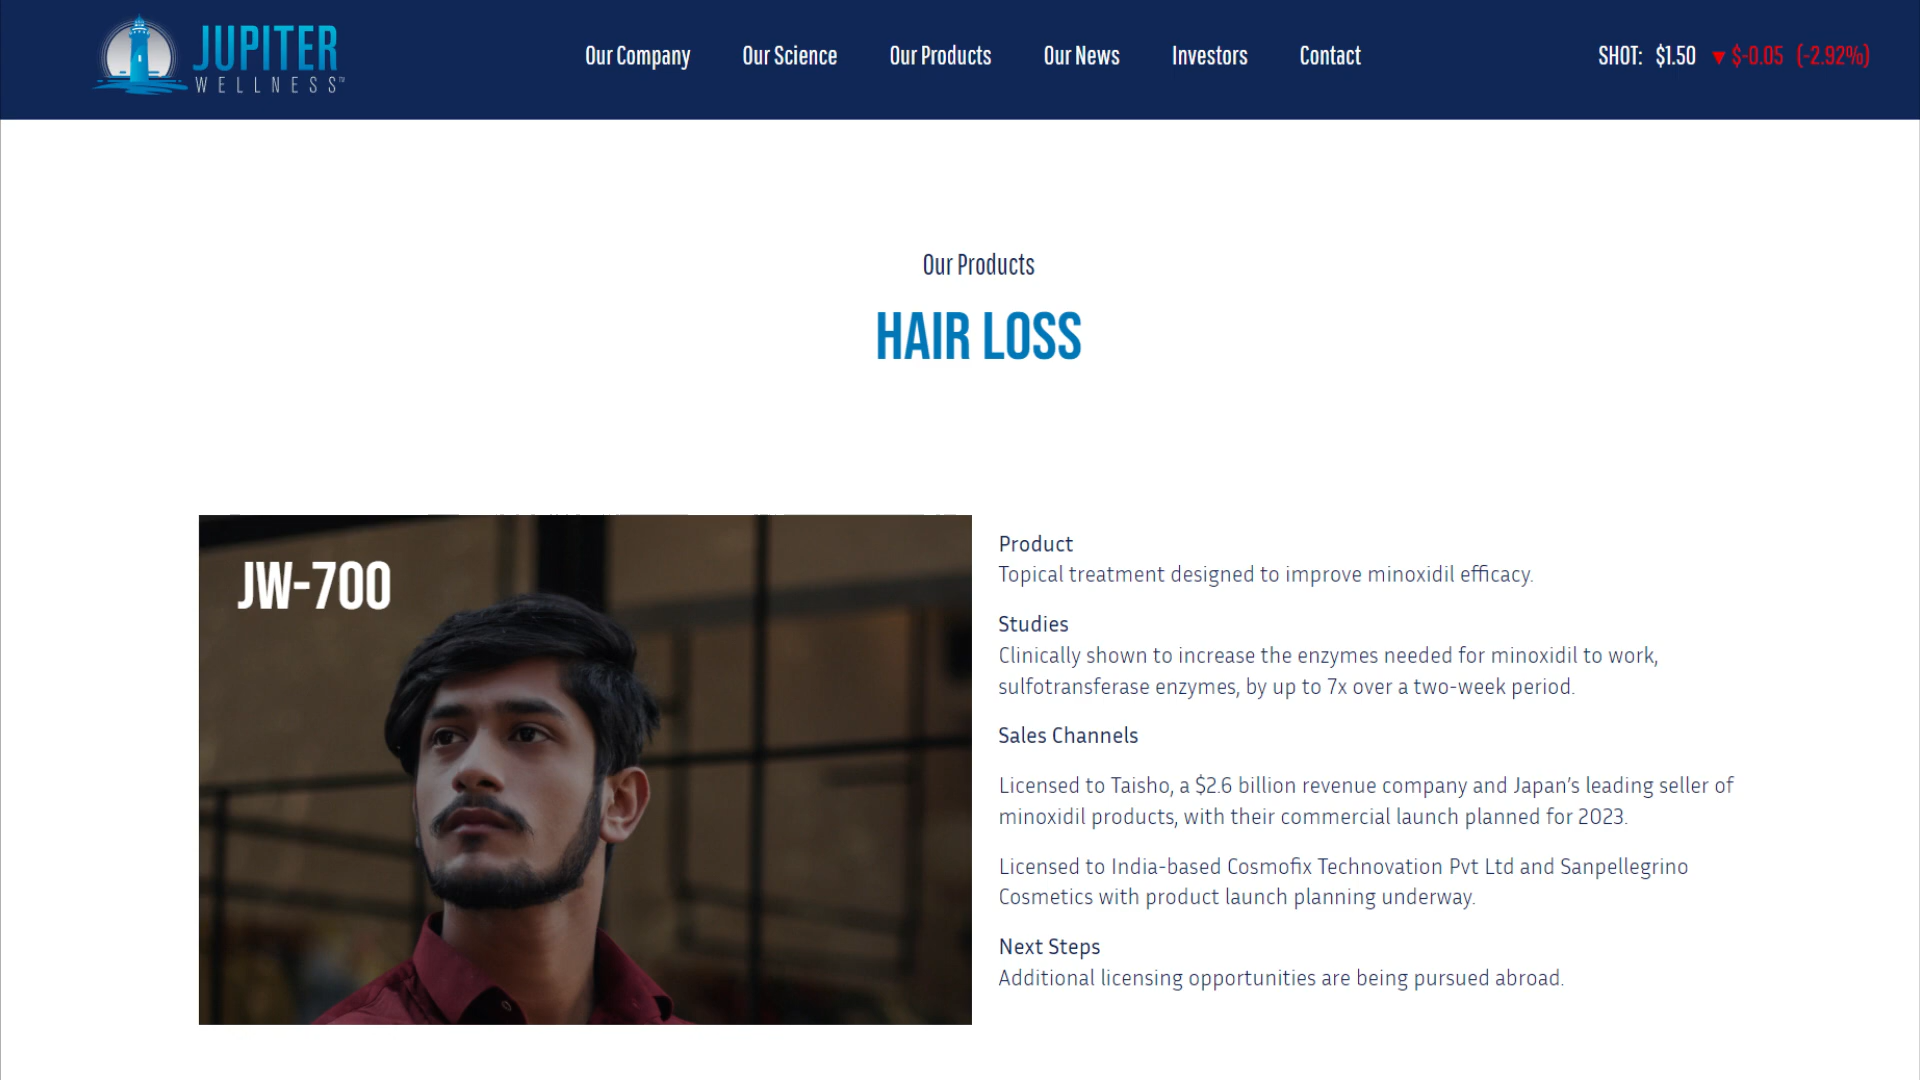 JUPITER
WELLNESS™
Our Company
Our Science
Our Products
Our News
Investors
Contact
SHOT: $1.50 ▼ $-0.05 (-2.92%)
Our Products
HAIR LOSS
JW-700
Product
Topical treatment designed to improve minoxidil efficacy.
Studies
Clinically shown to increase the enzymes needed for minoxidil to work,
sulfotransferase enzymes, by up to 7x over a two-week period.
Sales Channels
Licensed to Taisho, a $2.6 billion revenue company and Japan’s leading seller of
minoxidil products, with their commercial launch planned for 2023.
Licensed to India-based Cosmofix Technovation Pvt Ltd and Sanpellegrino
Cosmetics with product launch planning underway.
Next Steps
Additional licensing opportunities are being pursued abroad.